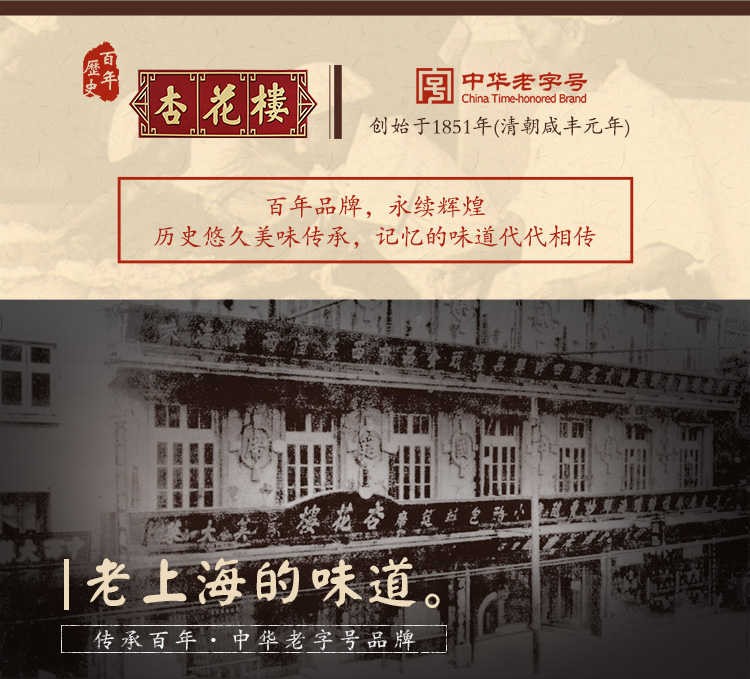 百年
歷史
杏花樓
中华老字号
China Time-honored Brand
创始于1851年(清朝咸丰元年)
百年品牌，永续辉煌
历史悠久美味传承，记忆的味道代代相传
樓花杏
老上海的味道。
传承百年·中华老字号品牌